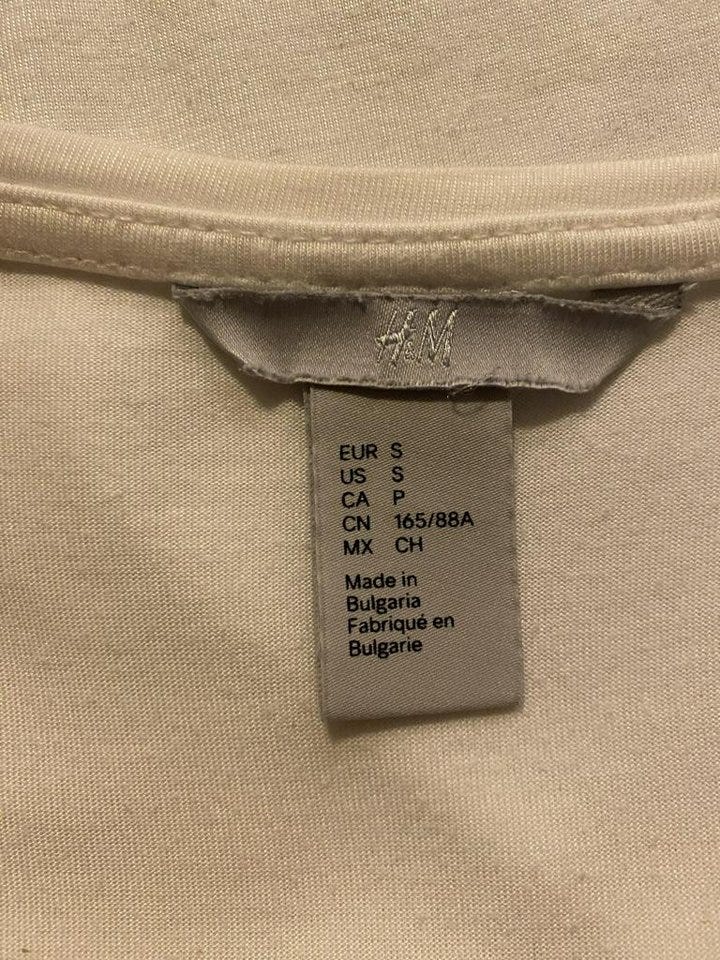 H&M
EUR S
US S
CA P
CN 165/88A
MX CH
Made in
Bulgaria
Fabriqué en
Bulgarie